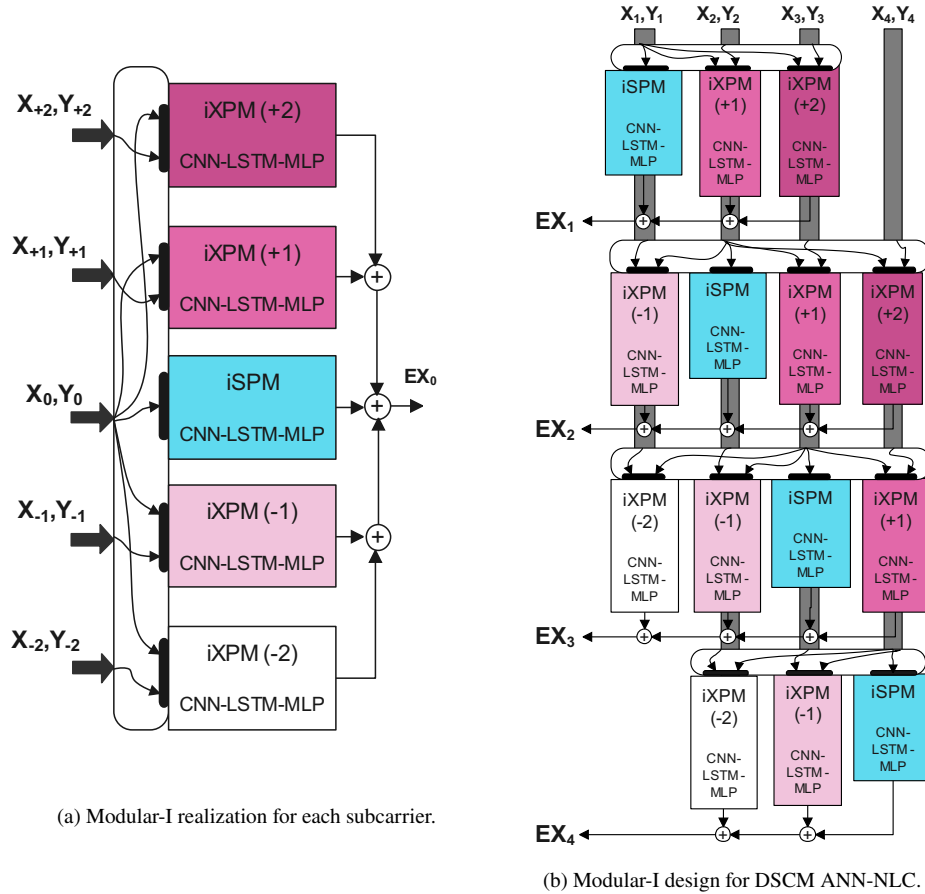 X+2,Y+2
iXPM (+2)
CNN-LSTM-MLP
X+1,Y+1
iXPM (+1)
CNN-LSTM-MLP
X0,Y0
iSPM
CNN-LSTM-MLP
EX0
X-1,Y-1
iXPM (-1)
CNN-LSTM-MLP
X-2,Y-2
iXPM (-2)
CNN-LSTM-MLP
+
+
+
+
(a) Modular-I realization for each subcarrier.
X1,Y1 X2,Y2 X3,Y3 X4,Y4
iSPM
CNN-
LSTM-
MLP
iXPM
(+1)
CNN-
LSTM-
MLP
iXPM
(+2)
CNN-
LSTM-
MLP
EX1 + +
iXPM
(-1)
CNN-
LSTM-
MLP
iSPM
CNN-
LSTM-
MLP
iXPM
(+1)
CNN-
LSTM-
MLP
iXPM
(+2)
CNN-
LSTM-
MLP
EX2 + + +
iXPM
(-2)
CNN-
LSTM-
MLP
iXPM
(-1)
CNN-
LSTM-
MLP
iSPM
CNN-
LSTM-
MLP
iXPM
(+1)
CNN-
LSTM-
MLP
EX3 + + +
iXPM
(-2)
CNN-
LSTM-
MLP
iXPM
(-1)
CNN-
LSTM-
MLP
iSPM
CNN-
LSTM-
MLP
EX4 + +
(b) Modular-I design for DSCM ANN-NLC.